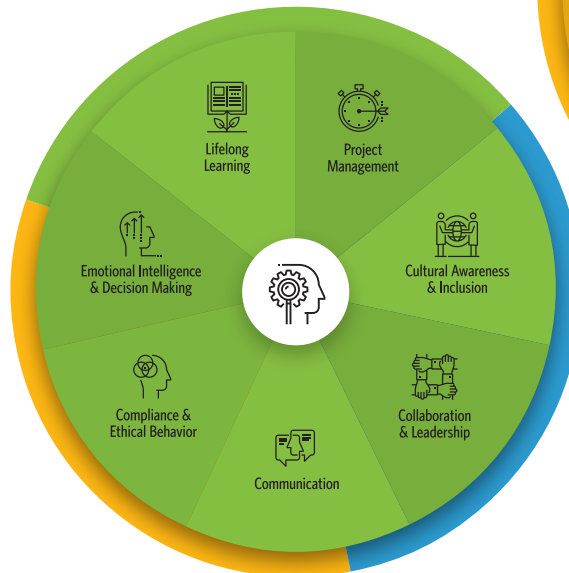 Lifelong
Learning
Project
Management
Emotional Intelligence
& Decision Making
Cultural Awareness
& Inclusion
Compliance &
Ethical Behavior
Collaboration
& Leadership
Communication